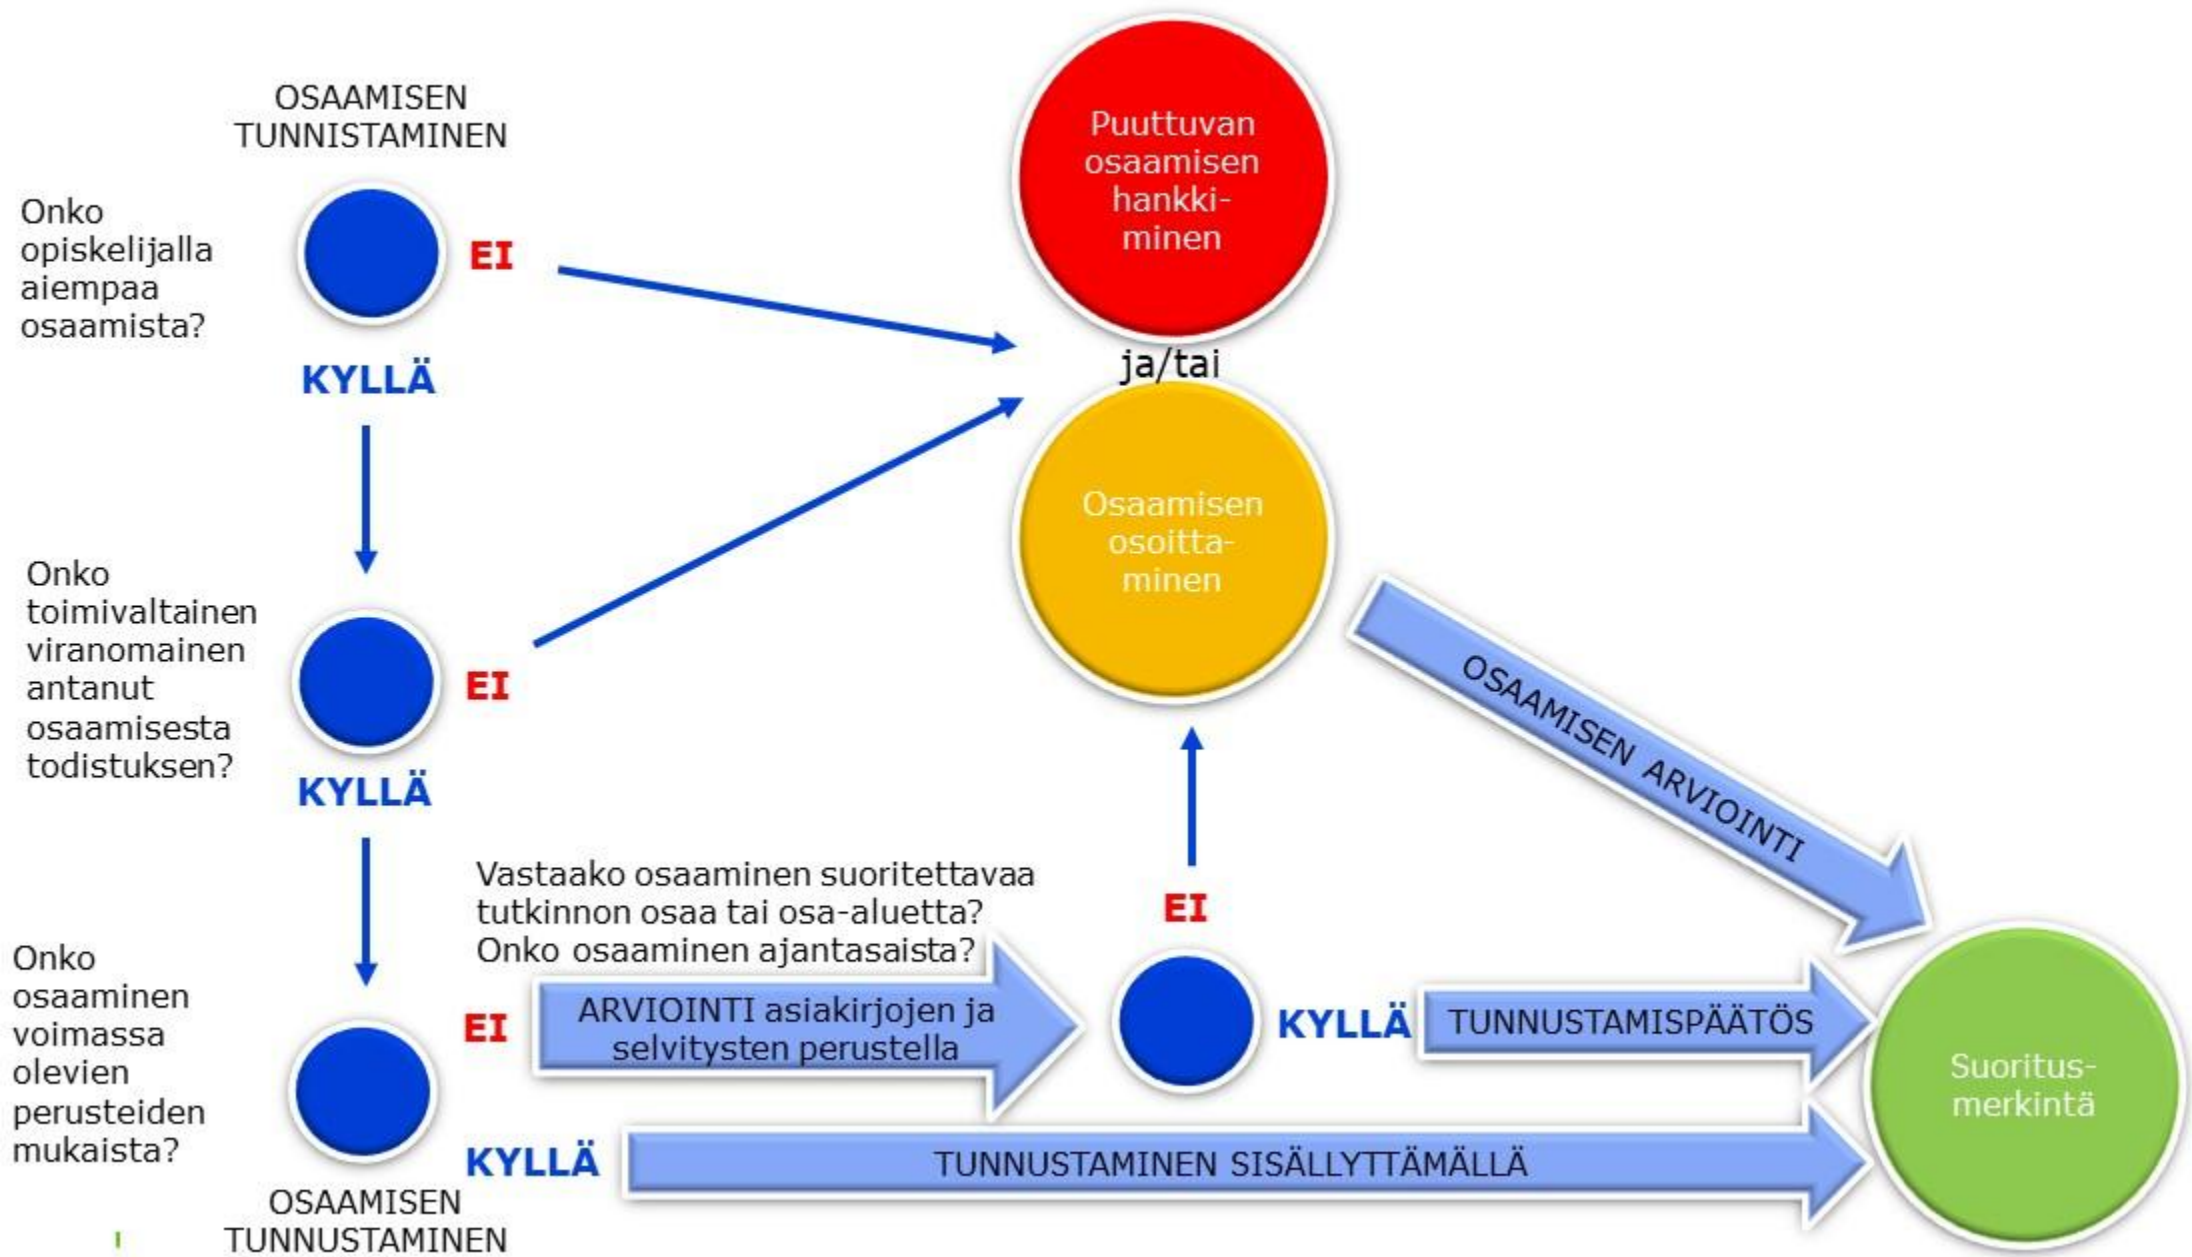 OSAAMISEN
TUNNISTAMINEN
Onko
opiskelijalla
aiempaa
osaamista?
EI
KYLLÄ
Puuttuvan
osaamisen
hankki-
minen
ja/tai
Osaamisen
osoitta-
minen
Onko
toimivaltainen
viranomainen
antanut
osaamisesta
todistuksen?
EI
KYLLÄ
OSAAMISEN ARVIOINTI
Vastaako osaaminen suoritettavaa
tutkinnon osaa tai osa-aluetta?
Onko osaaminen ajantasaista?
EI
Onko
osaaminen
voimassa
olevien
perusteiden
mukaista?
EI
ARVIOINTI asiakirjojen ja
selvitysten perustella
KYLLÄ
TUNNUSTAMISPÄÄTÖS
Suoritus-
merkintä
KYLLÄ
TUNNUSTAMINEN SISÄLLYTTÄMÄLLÄ
OSAAMISEN
TUNNUSTAMINEN